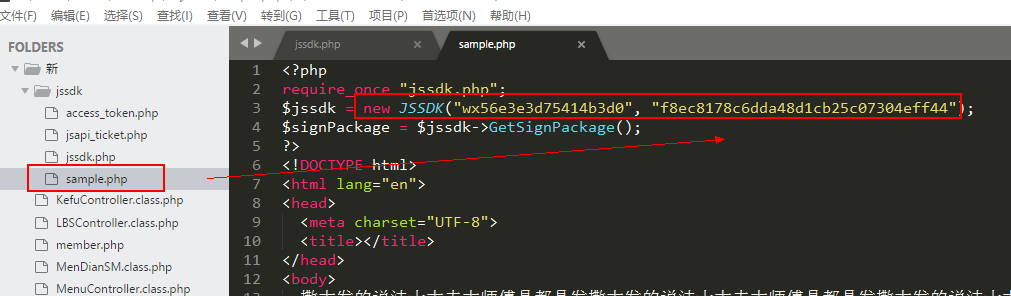 文件(F) 编辑(E) 选择(S) 查找(I) 查看(V) 转到(G) 工具(T) 项目(P) 首选项(N) 帮助(H)
FOLDERS
新
jssdk
access_token.php
jsapi_ticket.php
jssdk.php
sample.php
KefuController.class.php
LBSController.class.php
member.php
MenDianSM.class.php
MenuController.class.php
jssdk.php × sample.php ×
1 <?php
2 require_once "jssdk.php";
3 $jssdk = new JSSDK("wx56e3e3d75414b3d0", "f8ec8178c6dda48d1cb25c07304eff44");
4 $signPackage = $jssdk->GetSignPackage();
5 ?>
6 <!DOCTYPE html>
7 <html lang="en">
8 <head>
9 <meta charset="UTF-8">
10 <title></title>
11 </head>
12 <body>